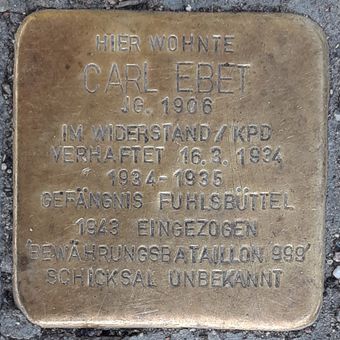 HIER WOHNTE
CARL EBET
JG. 1906
IM WIDERSTAND/KPD
VERHAFTET 16.3.1934
1934-1935
GEFÄNGNIS FUHLSBÜTTEL
1943 EINGEZOGEN
'BEWÄHRUNGSBATAILLON 999'
SCHICKSAL UNBEKANNT